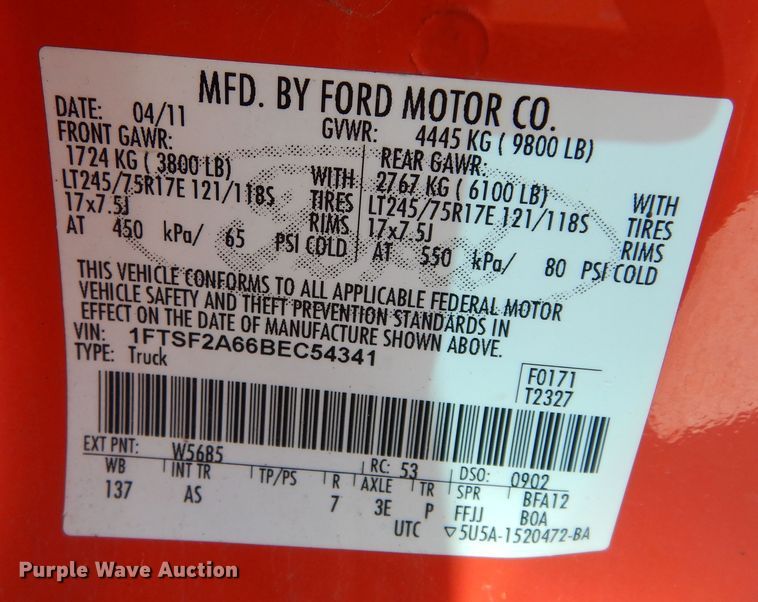 MFD. BY FORD MOTOR CO.
DATE: 04/11 GVWR: 4445 KG ( 9800 LB)
FRONT GAWR: REAR GAWR:
1724 KG ( 3800 LB) WITH 2767 KG ( 6100 LB) WITH
LT245/75R17E 121/118S TIRES LT245/75R17E 121/118S TIRES
17x7.5J RIMS 17x7.5J RIMS
AT 450 kPa/ 65 PSI COLD AT 550 kPa/ 80 PSI COLD
THIS VEHICLE CONFORMS TO ALL APPLICABLE FEDERAL MOTOR
VEHICLE SAFETY AND THEFT PREVENTION STANDARDS IN
EFFECT ON THE DATE OF MANUFACTURE SHOWN ABOVE.
VIN: 1FTSF2A66BEC54341
TYPE: Truck
F0171
T2327
EXT PNT: W5685 RC: 53 DSO: 0902
WB INT TR TP/PS R AXLE TR SPR BFA12
137 AS 7 3E P FFJJ BOA
UTC ▽5U5A-1520472-BA
Purple Wave Auction